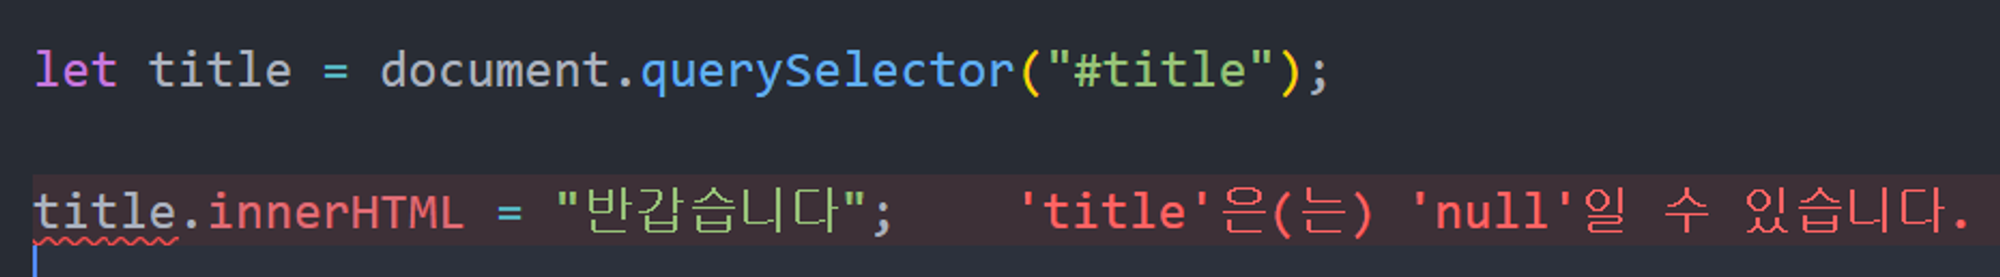 let title = document.querySelector("#title");
title.innerHTML = "반갑습니다"; 'title'은(는) 'null'일 수 있습니다.